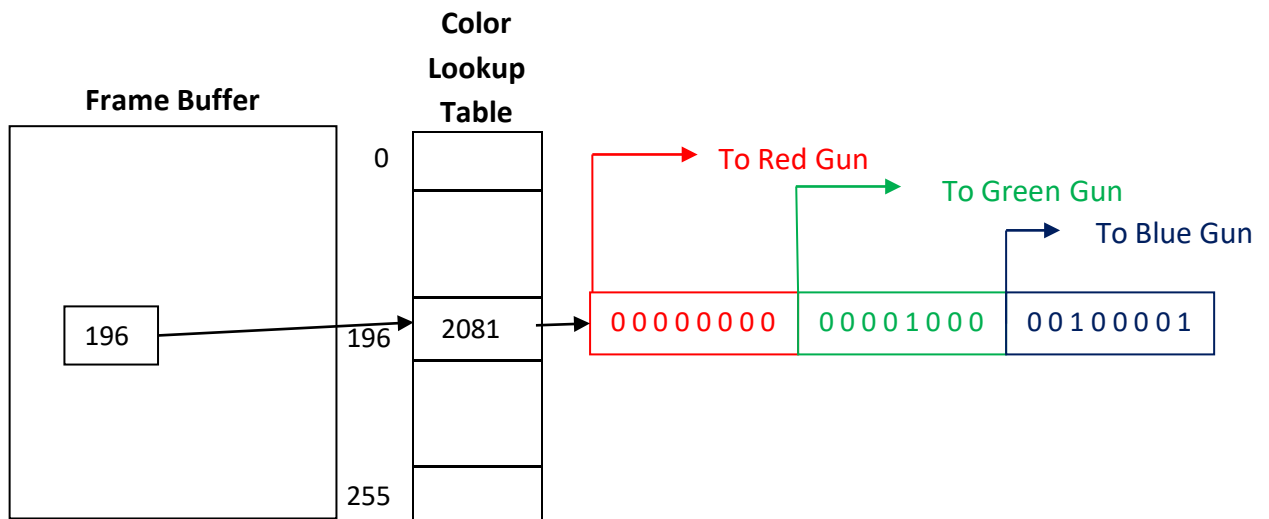 Color
Lookup
Table
Frame Buffer
0
To Red Gun
To Green Gun
To Blue Gun
196
196
2081
0 0 0 0 0 0 0 0
0 0 0 0 1 0 0 0
0 0 1 0 0 0 0 1
255